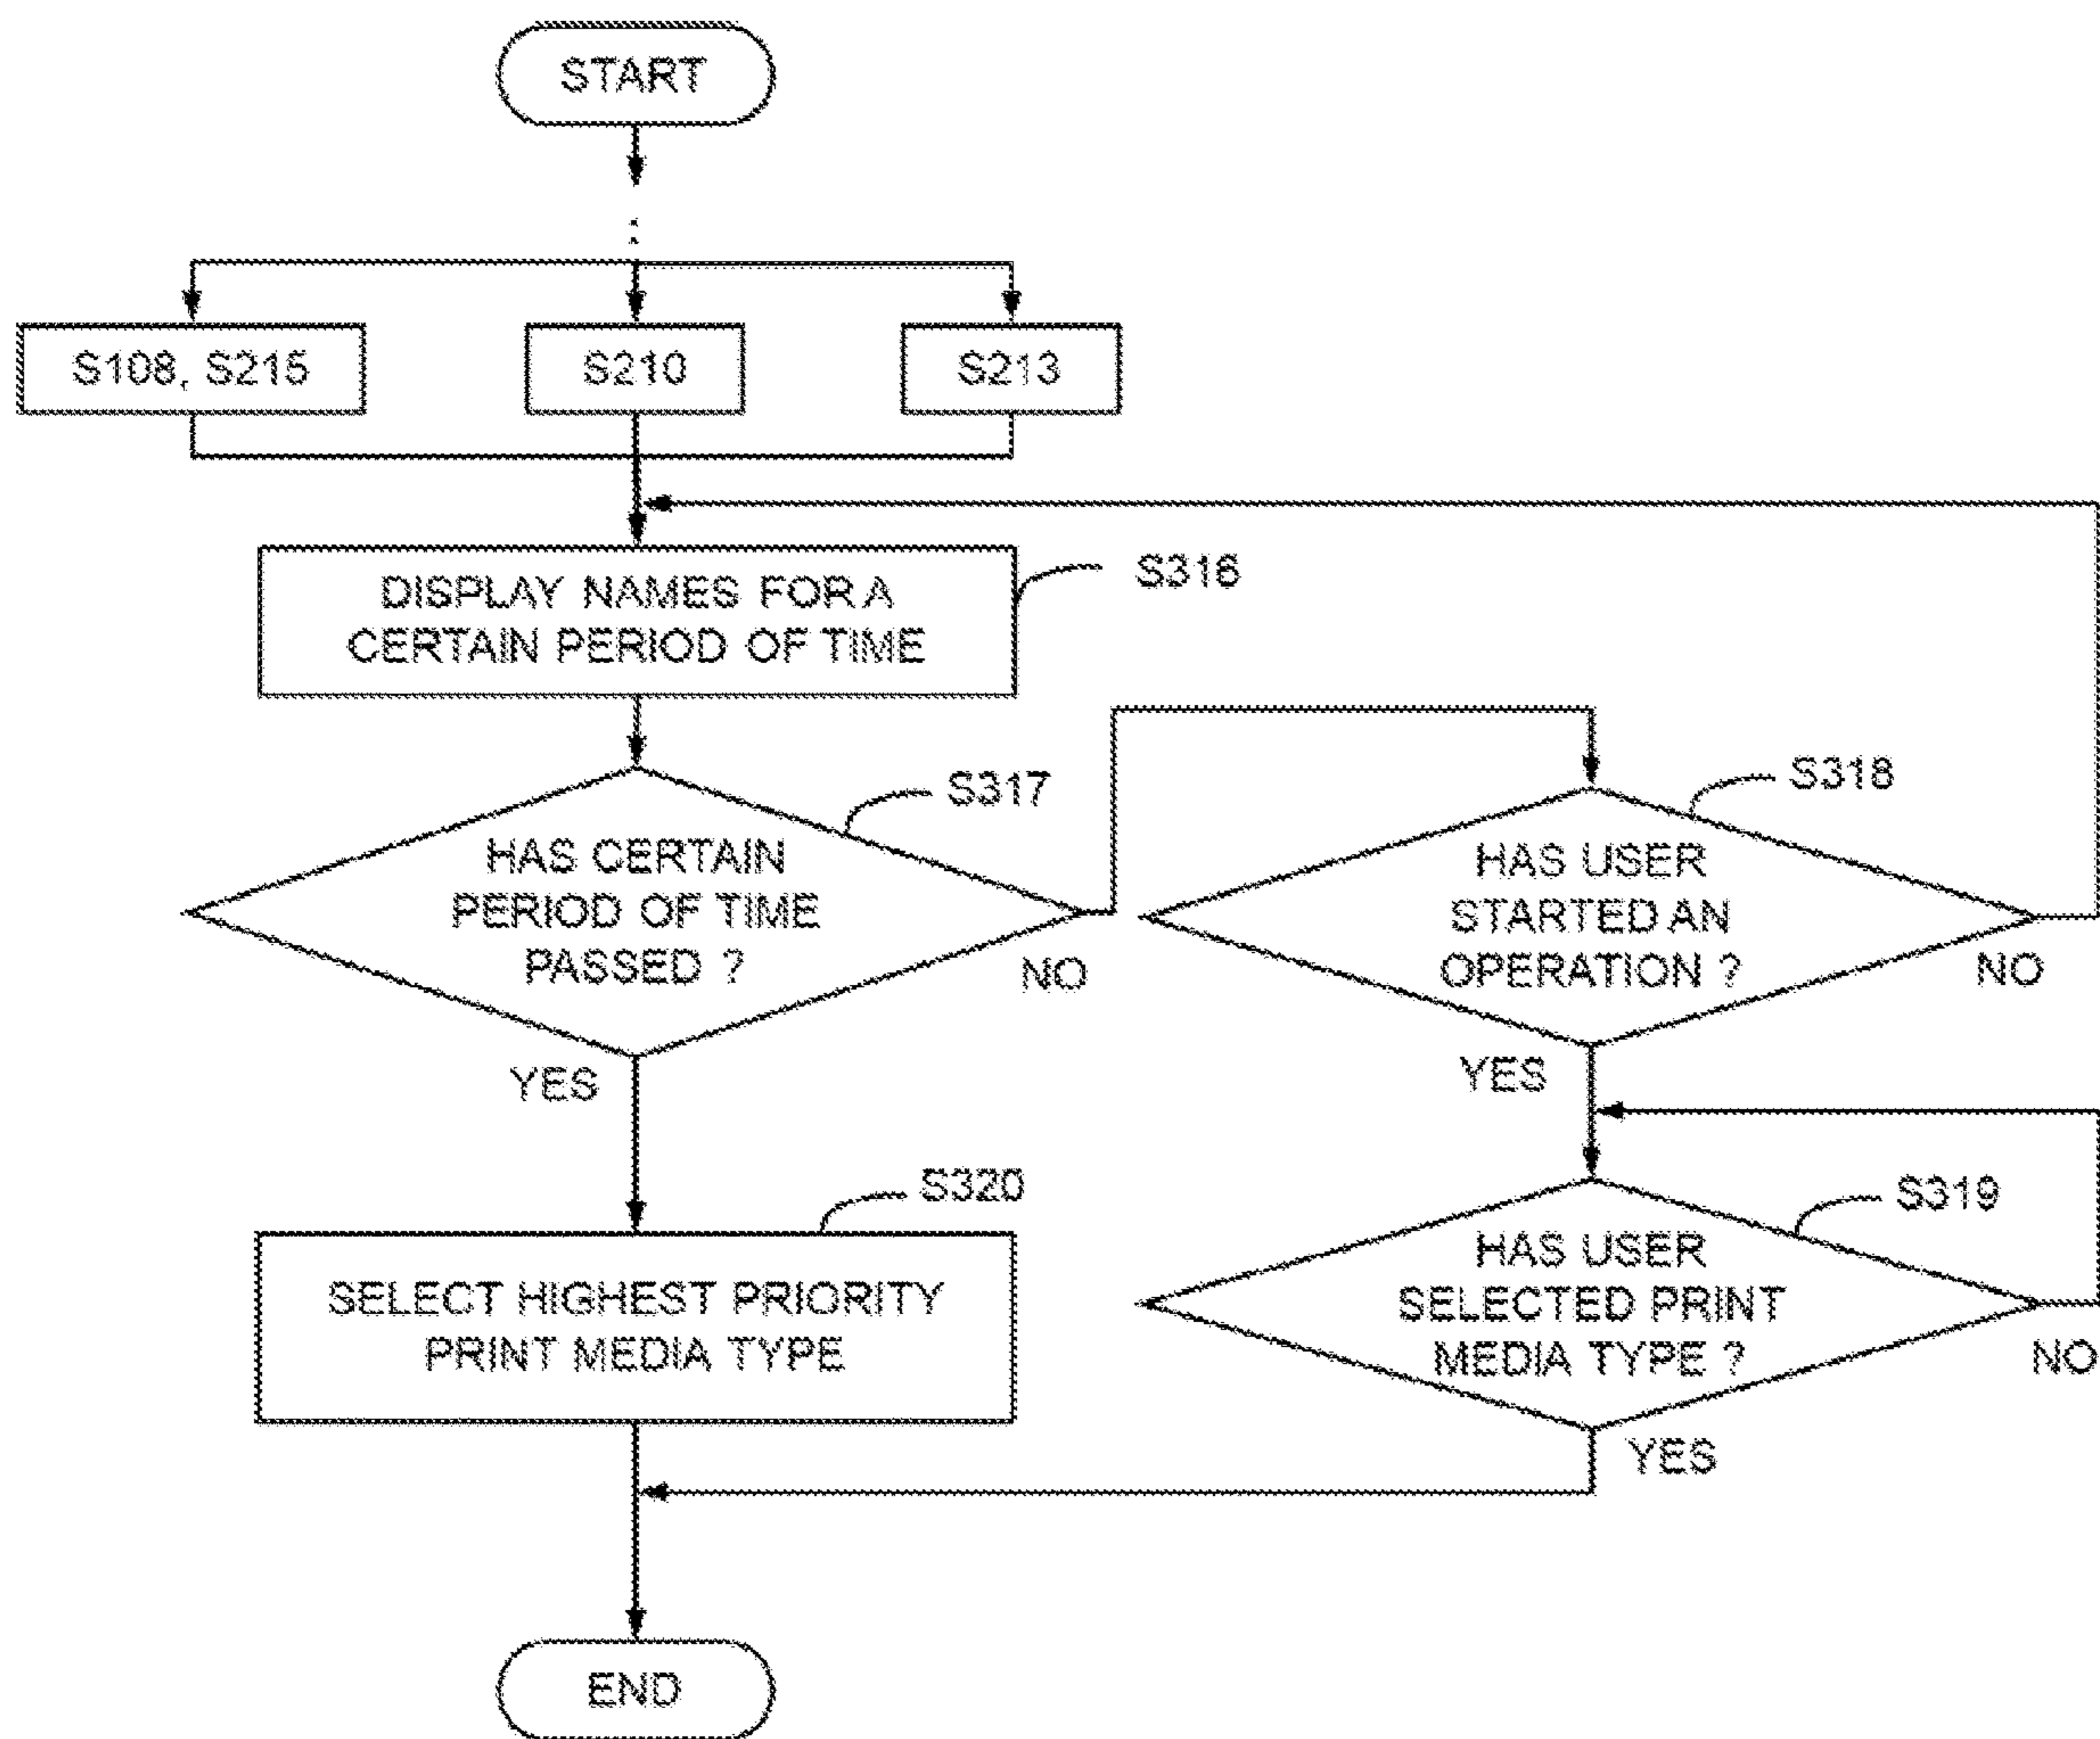 START
S108, S215
S210
S213
DISPLAY NAMES FOR A
CERTAIN PERIOD OF TIME
S316
HAS CERTAIN
PERIOD OF TIME
PASSED ?
S317
NO
YES
HAS USER
STARTED AN
OPERATION ?
S318
NO
YES
SELECT HIGHEST PRIORITY
PRINT MEDIA TYPE
S320
HAS USER
SELECTED PRINT
MEDIA TYPE ?
S319
NO
YES
END